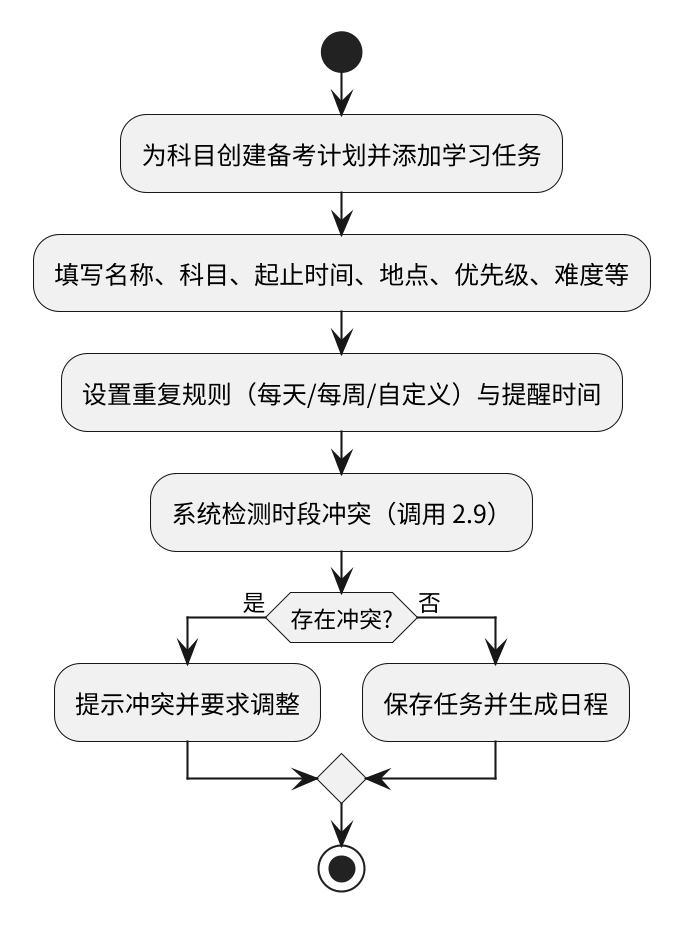 为科目创建备考计划并添加学习任务
填写名称、科目、起止时间、地点、优先级、难度等
设置重复规则（每天/每周/自定义）与提醒时间
系统检测时段冲突（调用 2.9）
是
存在冲突?
否
提示冲突并要求调整
保存任务并生成日程